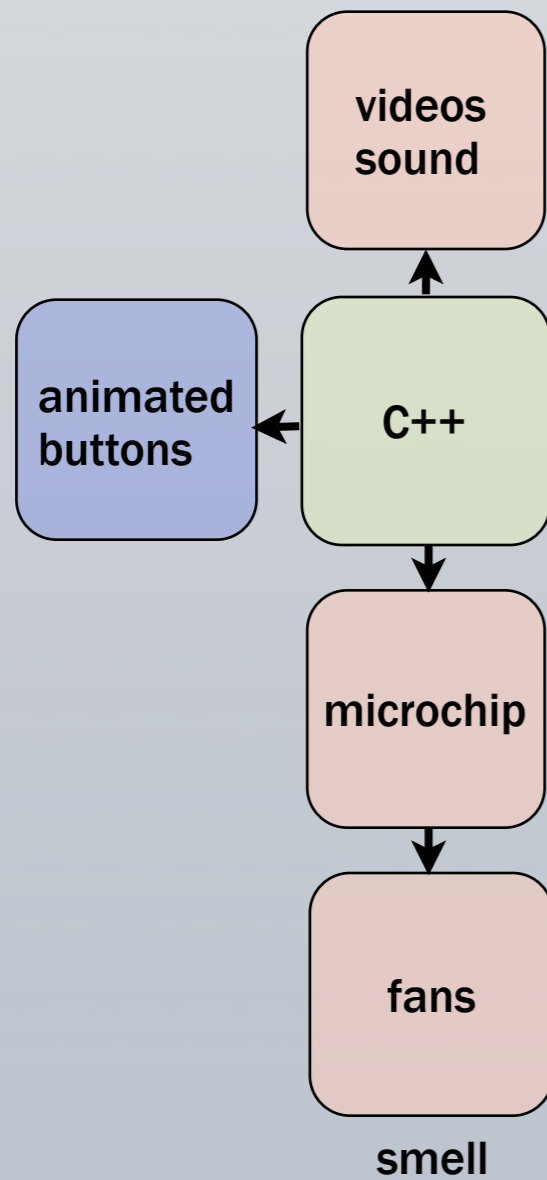 videos
sound
animated
buttons
C++
microchip
fans
smell